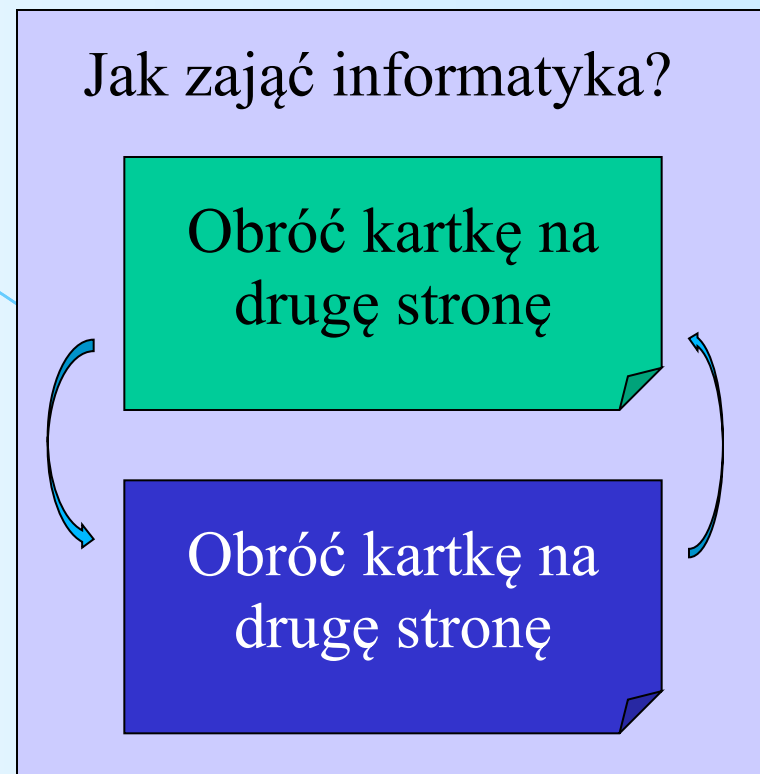 Jak zająć informatyka?
Obróć kartkę na
drugę stronę
Obróć kartkę na
drugę stronę